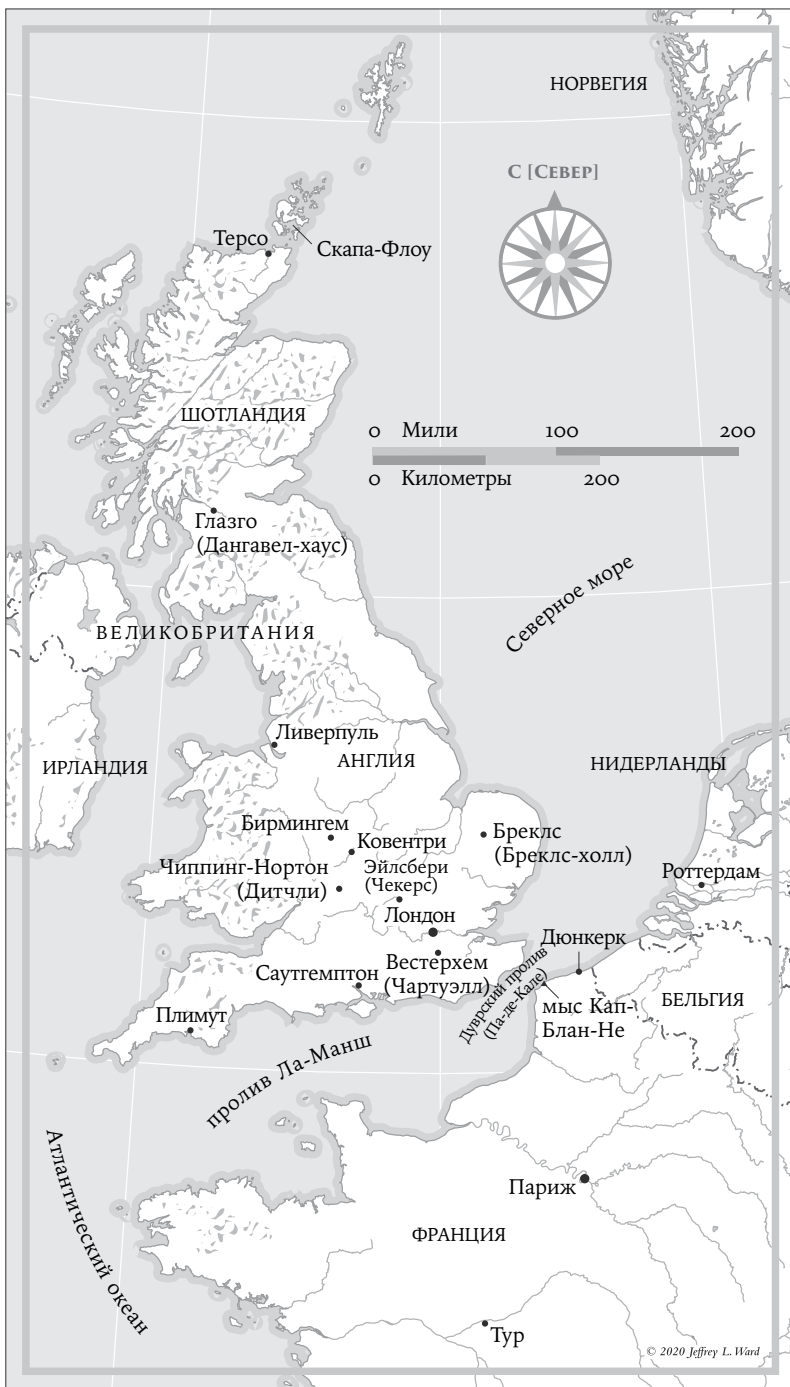 НОРВЕГИЯ
С [СЕВЕР]
Терсо
Скапа-Флоу
ШОТЛАНДИЯ
0 Мили 100 200
0 Километры 200
Глазго
(Дангавел-хаус)
Северное море
ВЕЛИКОБРИТАНИЯ
Ливерпуль
ИРЛАНДИЯ
АНГЛИЯ
НИДЕРЛАНДЫ
Бирмингем
Ковентри
Бреклс
(Бреклс-холл)
Чиппинг-Нортон
(Дитчли)
Эйлсбери
(Чекерс)
Роттердам
Лондон
Дюнкерк
Вестерхем
(Чартуэлл)
Саутгемптон
Дуврский пролив
(Па-де-Кале)
мыс Кап-
Блан-Не
БЕЛЬГИЯ
Плимут
пролив Ла-Манш
Атлантический океан
Париж
ФРАНЦИЯ
Тур
© 2020 Jeffrey L. Ward